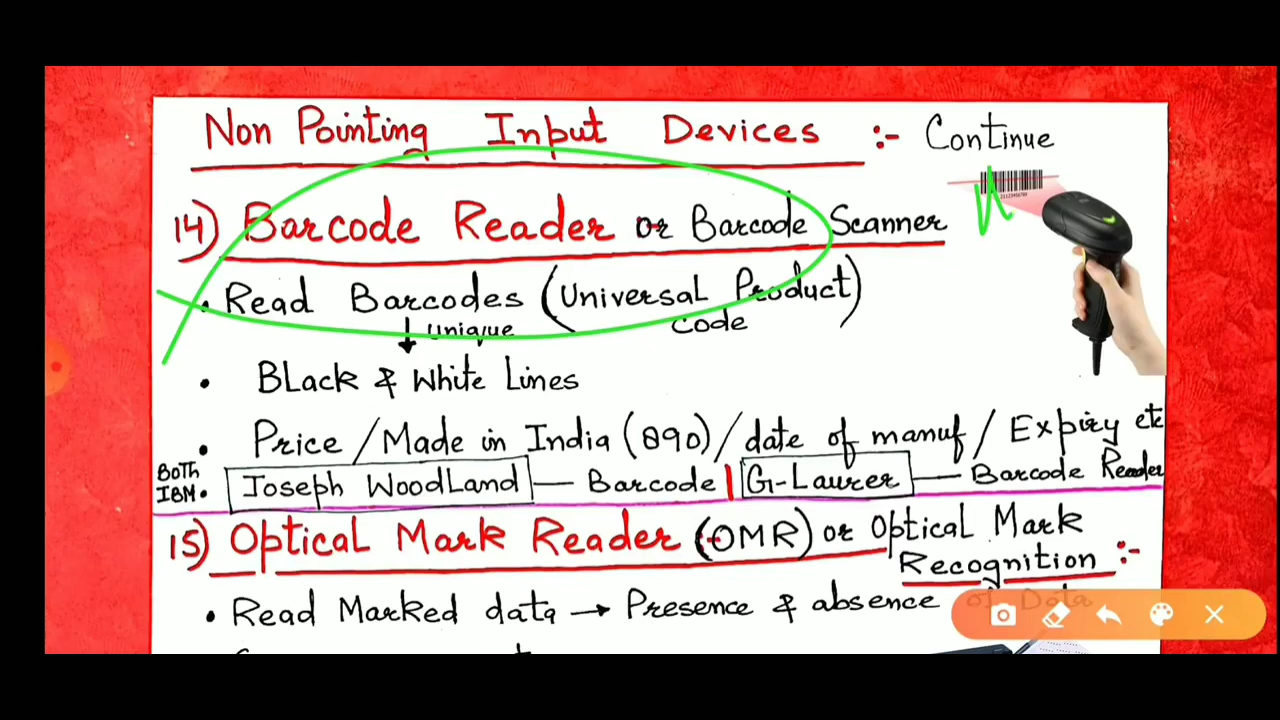 Non Pointing Input Devices :- Continue
14) Barcode Reader or Barcode Scanner
• Read Barcodes (Universal Product code)
↓ unique
• Black & White Lines
• Price / Made in India (890) / date of manuf / Expiry etc
BOTH IBM • Joseph Woodland — Barcode | G-Laurer — Barcode Reader
15) Optical Mark Reader (OMR) or Optical Mark Recognition :-
• Read Marked data → Presence & absence of Data